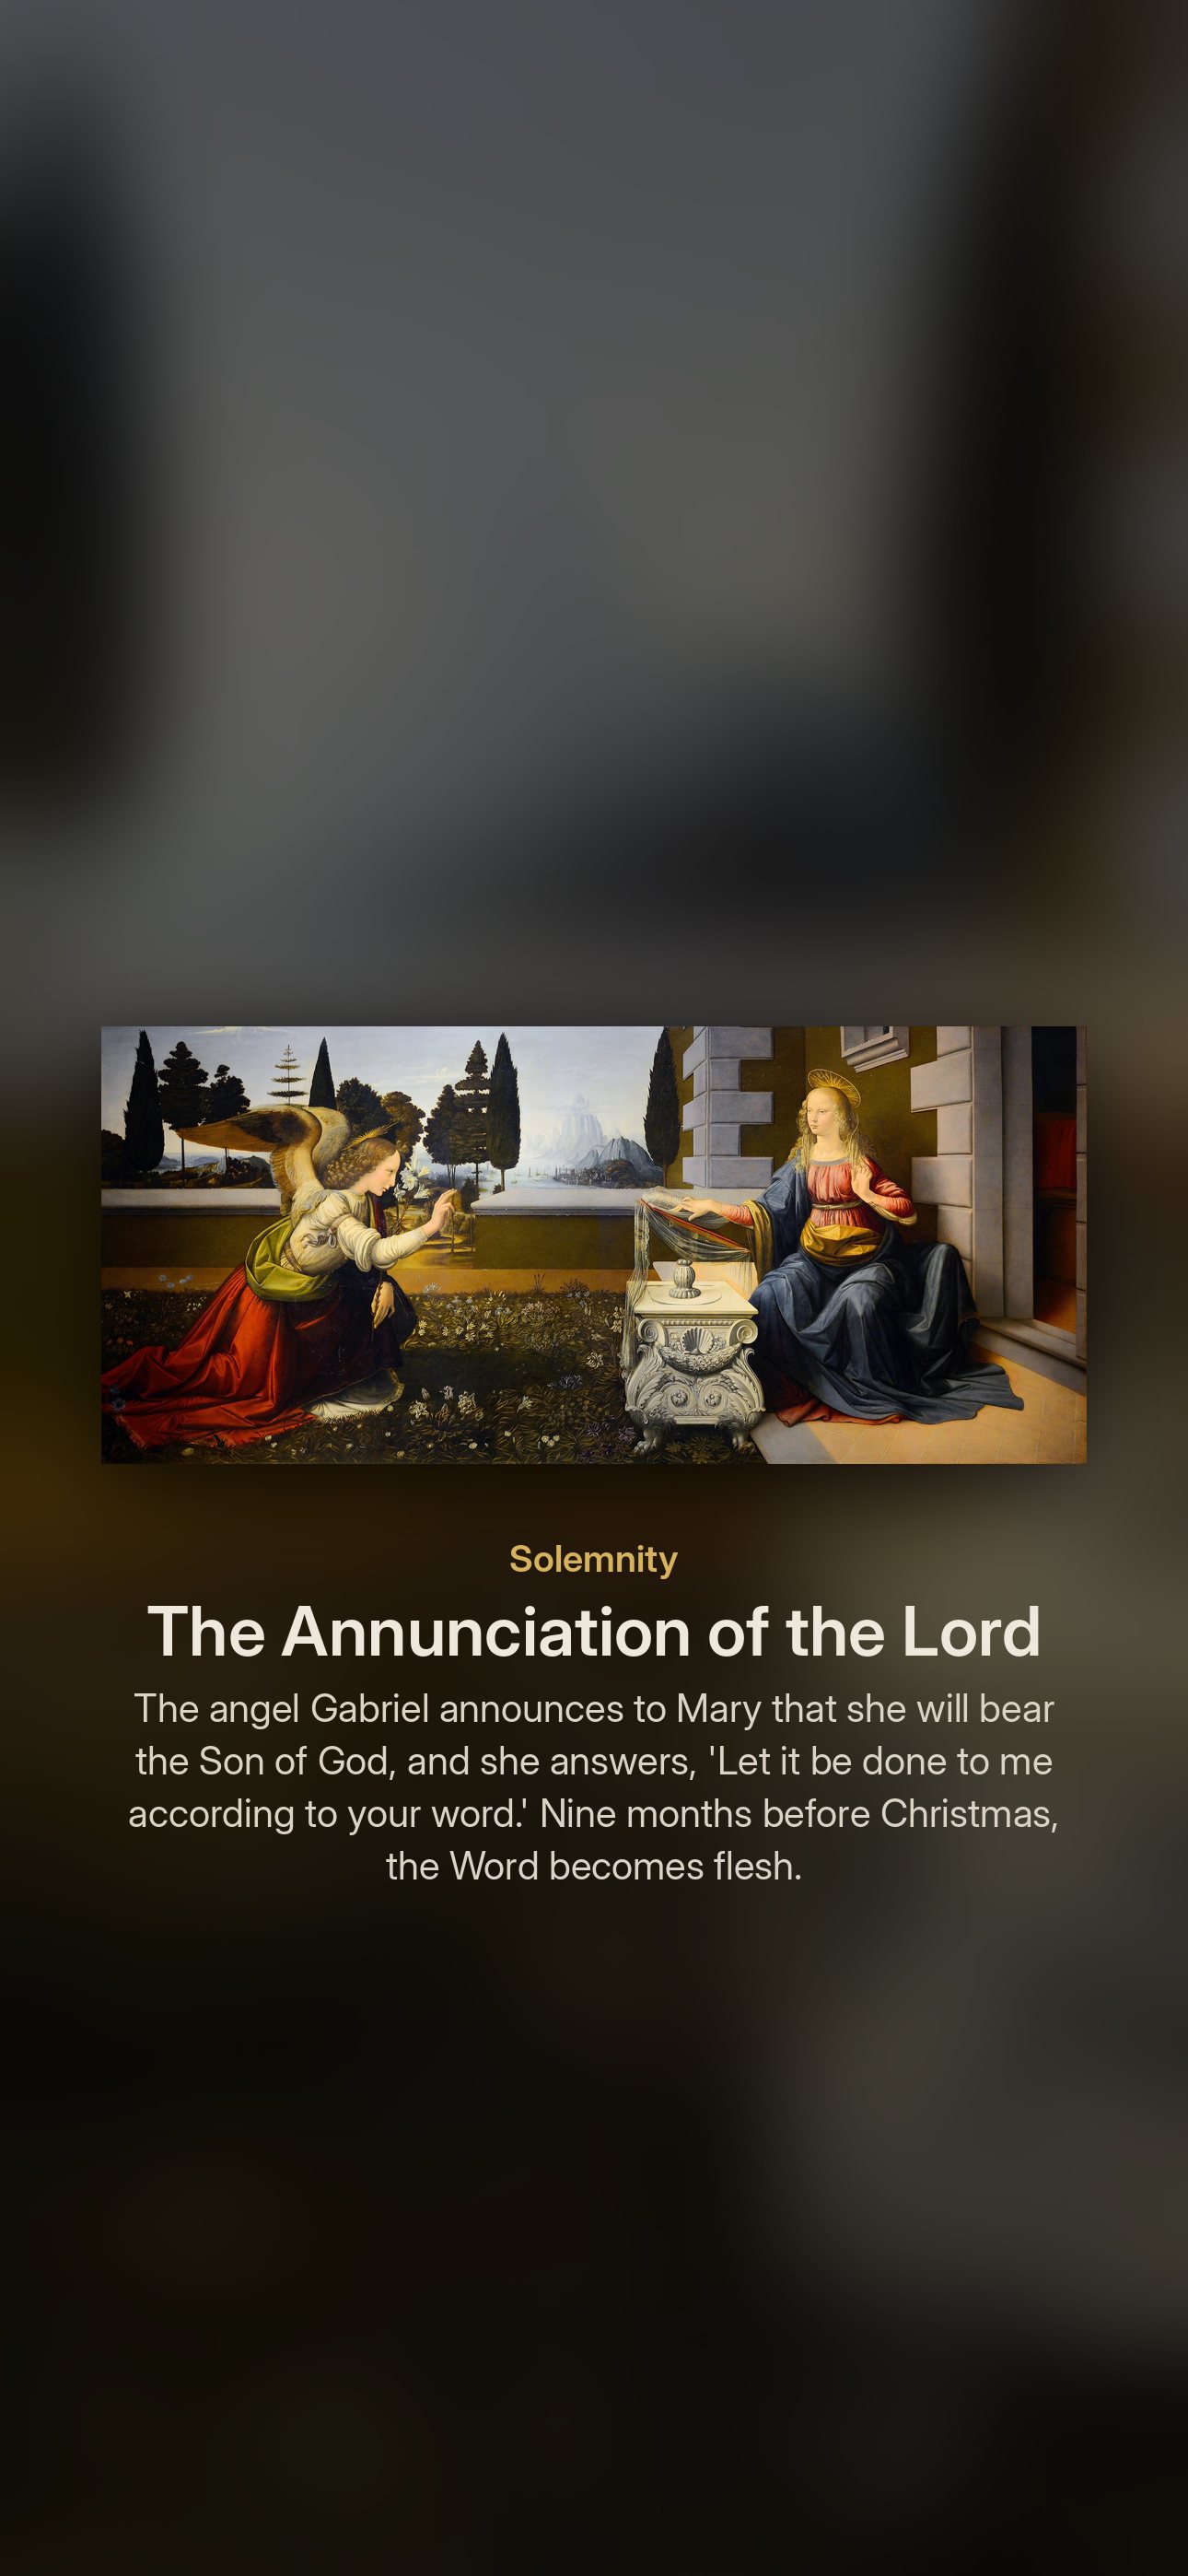 Solemnity
The Annunciation of the Lord
The angel Gabriel announces to Mary that she will bear
the Son of God, and she answers, 'Let it be done to me
according to your word.' Nine months before Christmas,
the Word becomes flesh.